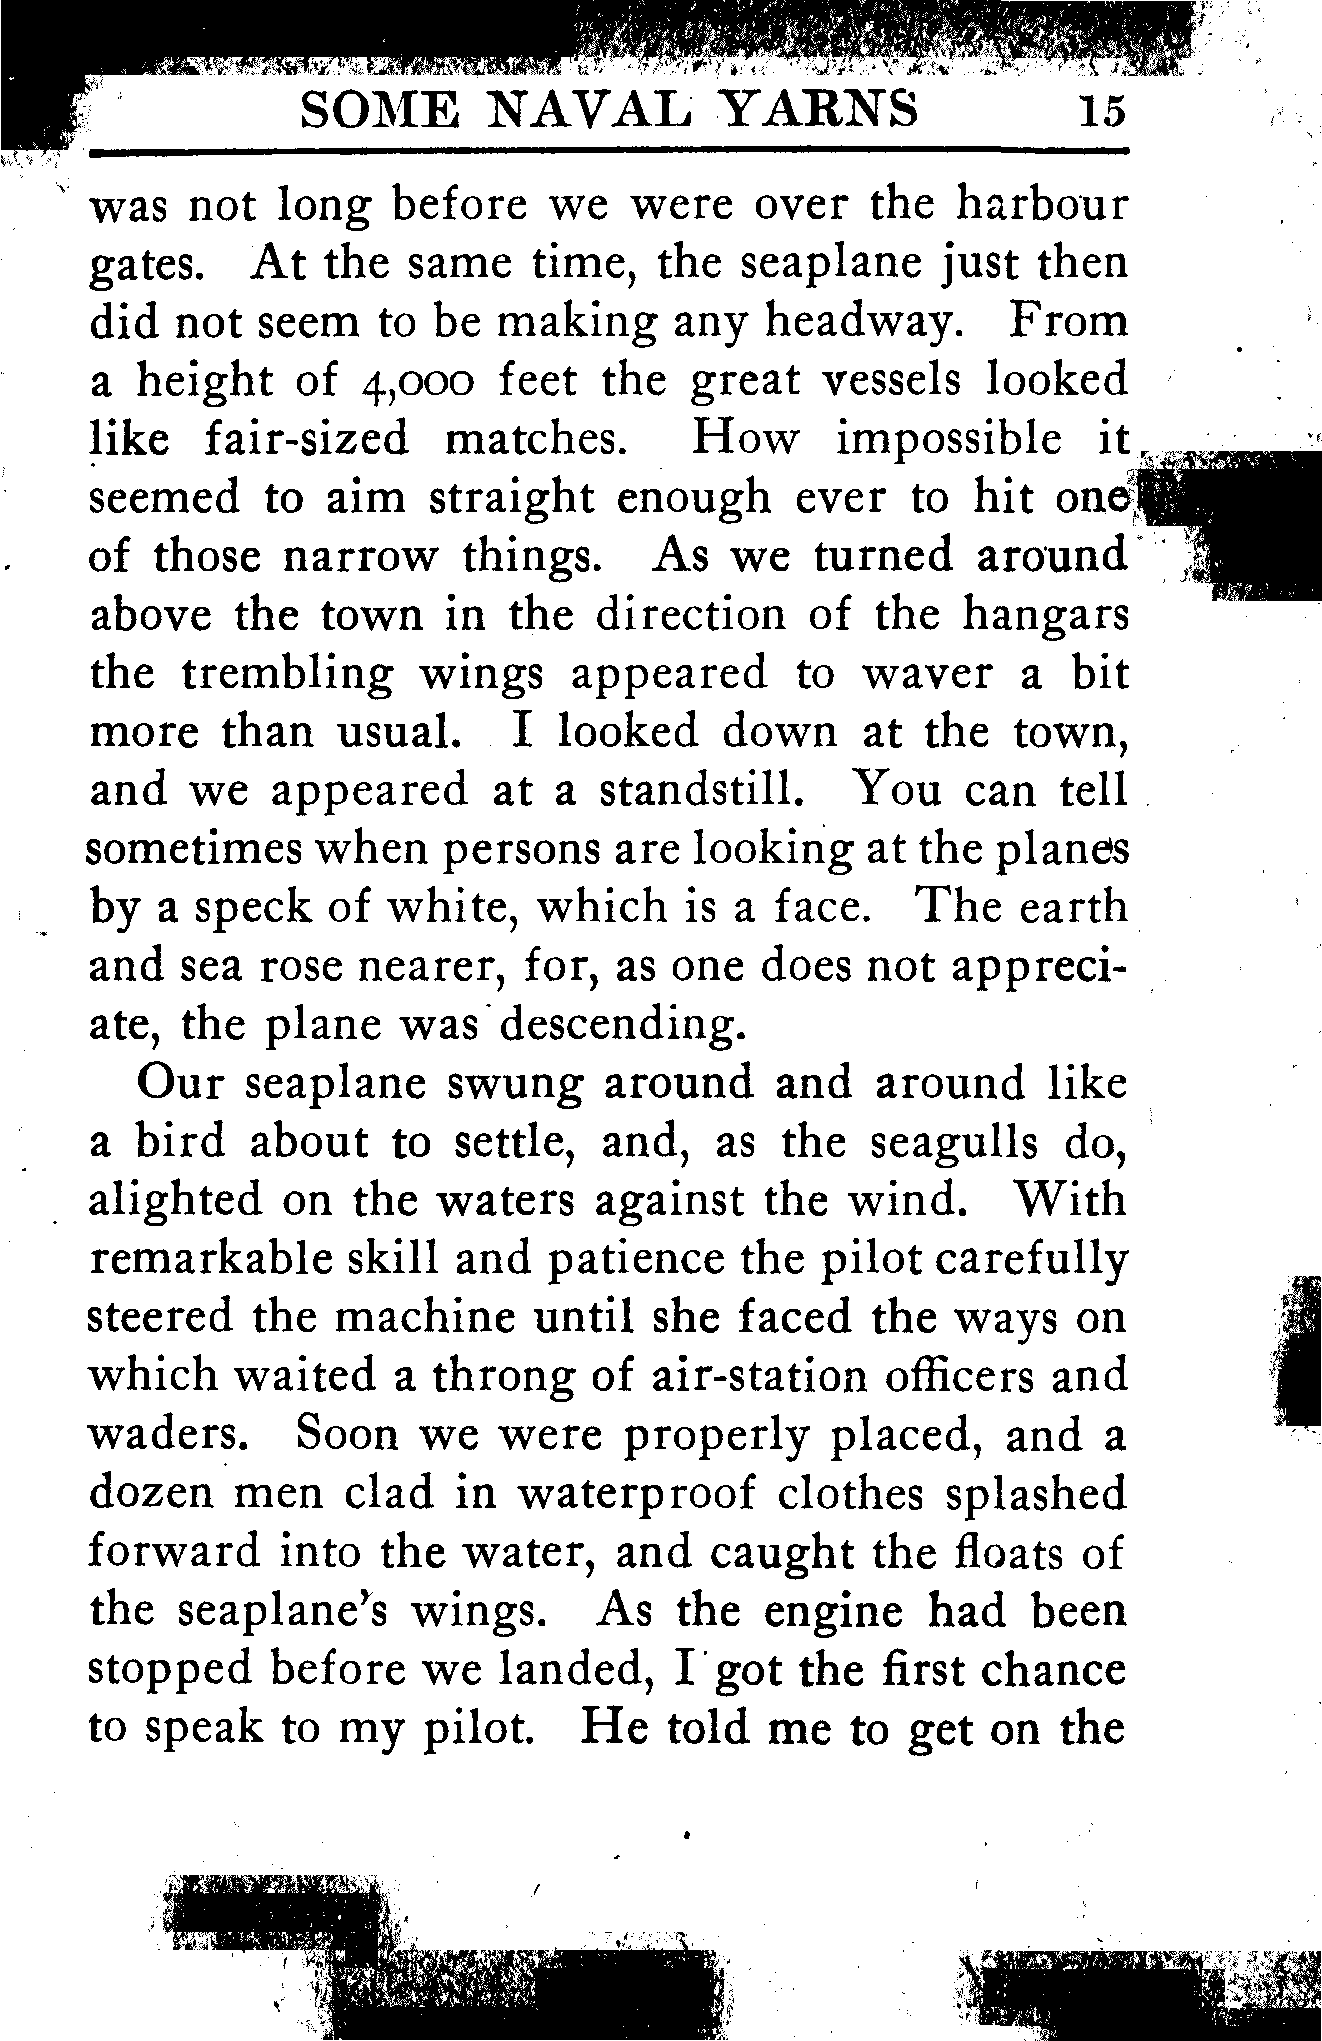 SOME NAVAL YARNS 15
was not long before we were over the harbour
gates. At the same time, the seaplane just then
did not seem to be making any headway. From
a height of 4,000 feet the great vessels looked
like fair-sized matches. How impossible it
seemed to aim straight enough ever to hit one
of those narrow things. As we turned around
above the town in the direction of the hangars
the trembling wings appeared to waver a bit
more than usual. I looked down at the town,
and we appeared at a standstill. You can tell
sometimes when persons are looking at the planes
by a speck of white, which is a face. The earth
and sea rose nearer, for, as one does not appreci-
ate, the plane was descending.
Our seaplane swung around and around like
a bird about to settle, and, as the seagulls do,
alighted on the waters against the wind. With
remarkable skill and patience the pilot carefully
steered the machine until she faced the ways on
which waited a throng of air-station officers and
waders. Soon we were properly placed, and a
dozen men clad in waterproof clothes splashed
forward into the water, and caught the floats of
the seaplane's wings. As the engine had been
stopped before we landed, I got the first chance
to speak to my pilot. He told me to get on the